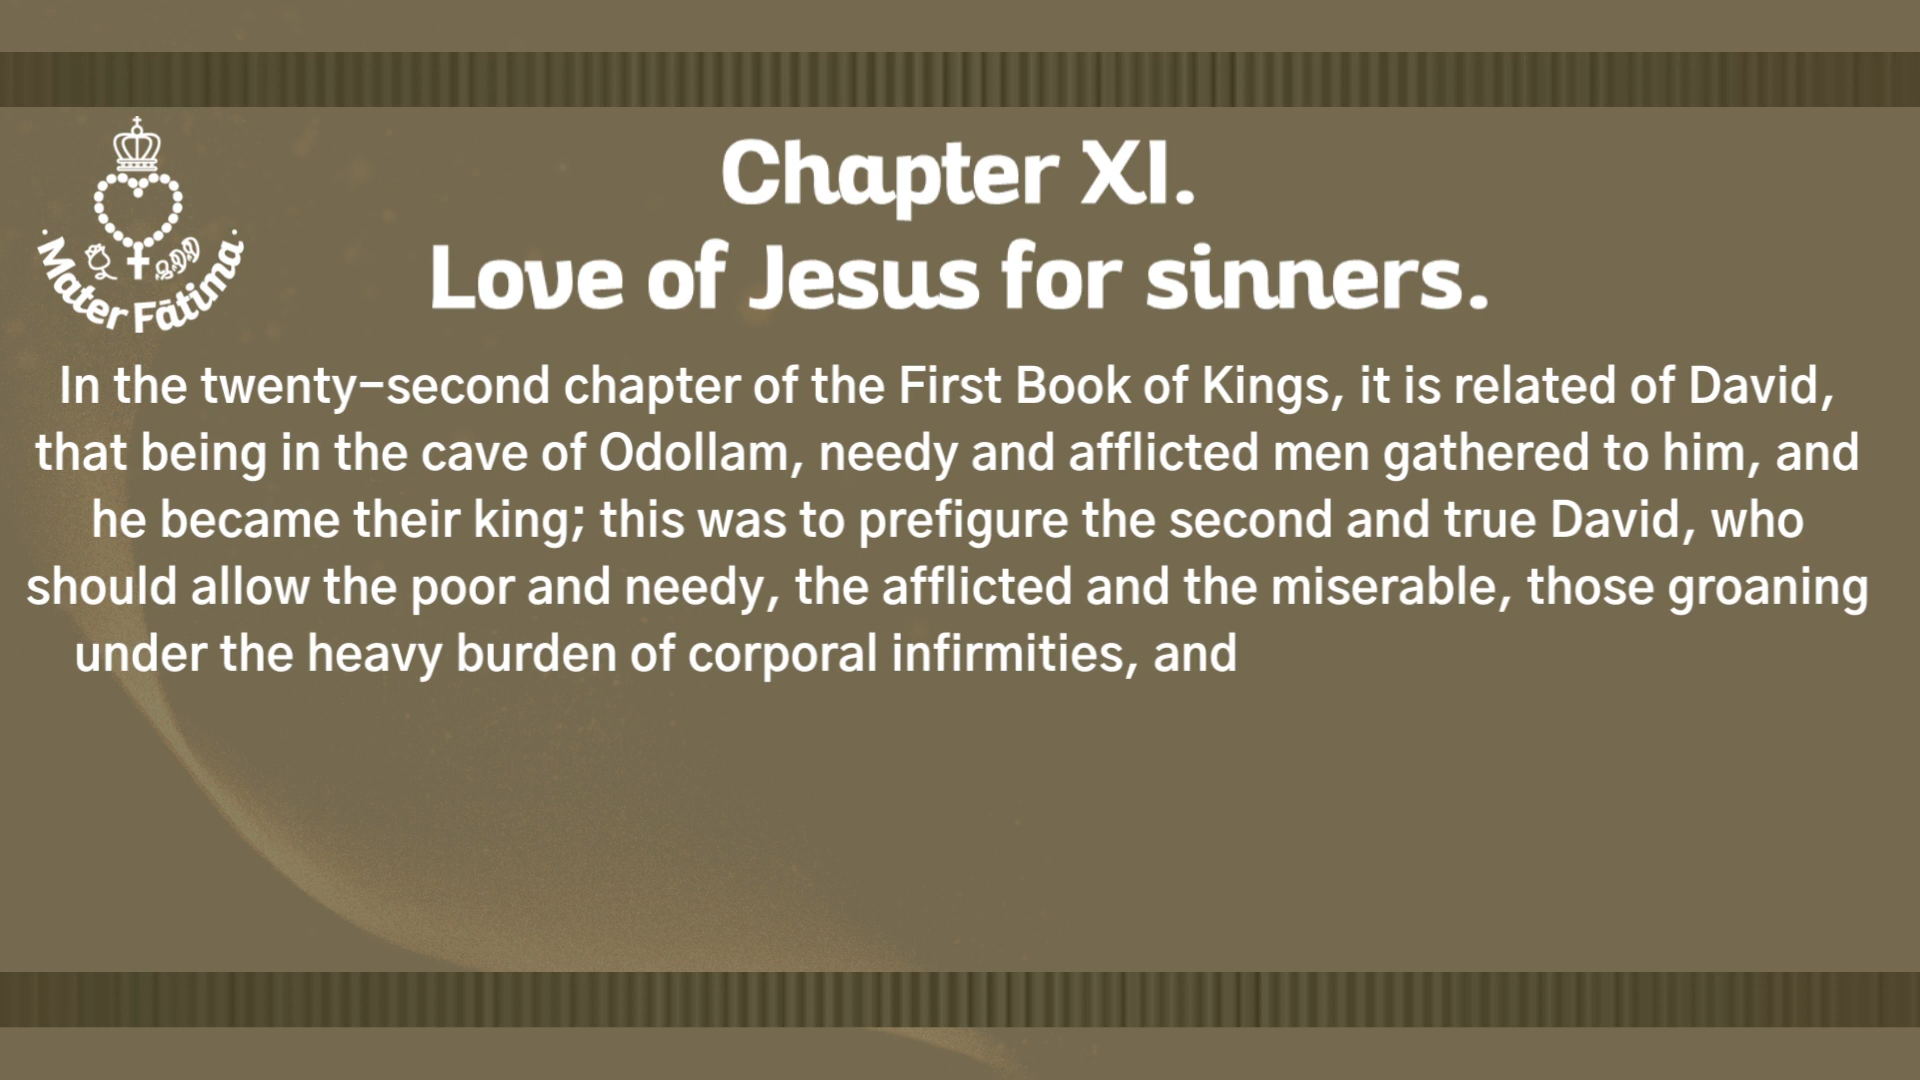 ·Mater Fātima·
Chapter XI.
Love of Jesus for sinners.
In the twenty-second chapter of the First Book of Kings, it is related of David,
that being in the cave of Odollam, needy and afflicted men gathered to him, and
he became their king; this was to prefigure the second and true David, who
should allow the poor and needy, the afflicted and the miserable, those groaning
under the heavy burden of corporal infirmities, and